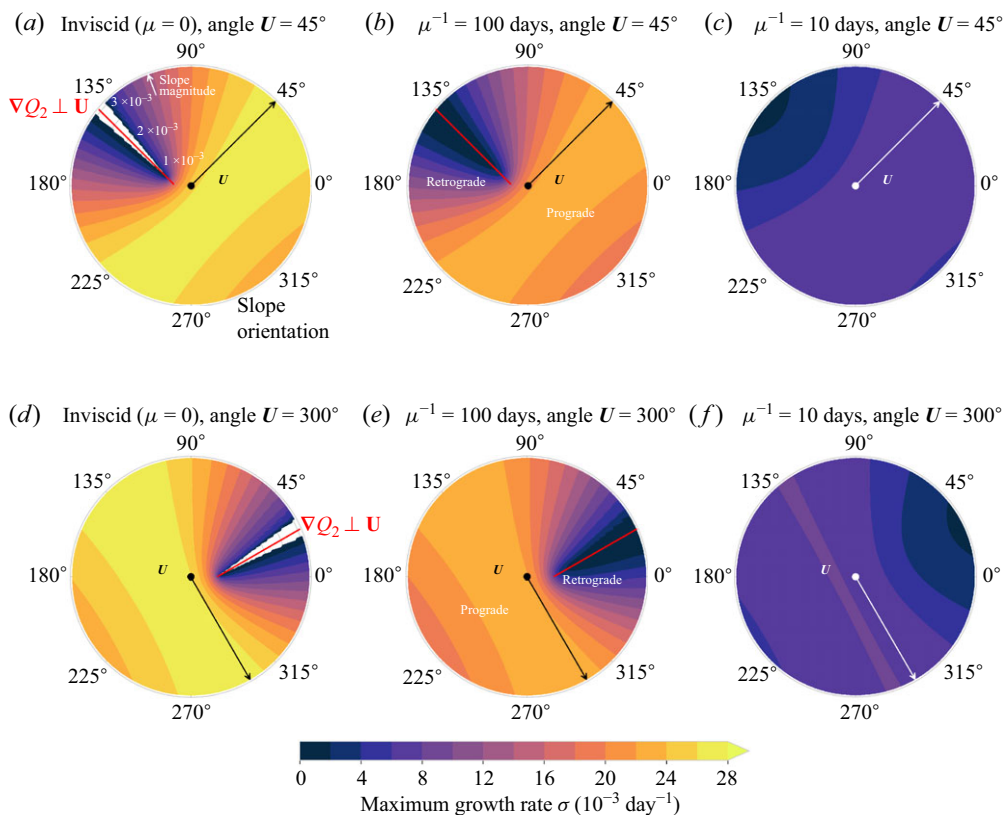 (a) Inviscid (μ = 0), angle U = 45°
(b) μ⁻¹ = 100 days, angle U = 45°
(c) μ⁻¹ = 10 days, angle U = 45°
90°
135°
45°
Slope
magnitude
3 ×10⁻³
∇Q₂ ⊥ U
2 ×10⁻³
1 ×10⁻³
U
180°
0°
225°
315°
270°
Slope
orientation
90°
135°
45°
U
Retrograde
180°
0°
Prograde
225°
315°
270°
90°
135°
45°
U
180°
0°
225°
315°
270°
(d) Inviscid (μ = 0), angle U = 300°
(e) μ⁻¹ = 100 days, angle U = 300°
(f) μ⁻¹ = 10 days, angle U = 300°
90°
135°
45°
∇Q₂ ⊥ U
U
180°
0°
225°
315°
270°
90°
135°
45°
U
180°
0°
Retrograde
Prograde
225°
315°
270°
90°
135°
45°
U
180°
0°
225°
315°
270°
0 4 8 12 16 20 24 28
Maximum growth rate σ (10⁻³ day⁻¹)